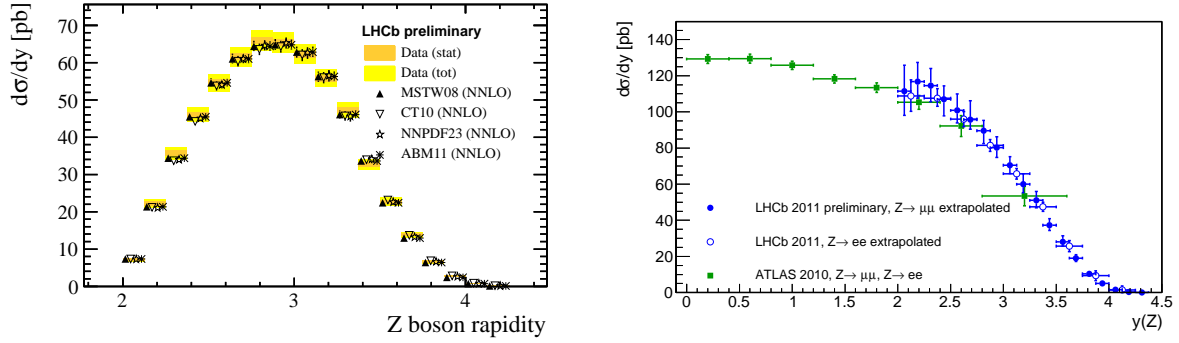 dσ/dy [pb]
70
60
50
40
30
20
10
0
2
3
4
Z boson rapidity
LHCb preliminary
Data (stat)
Data (tot)
MSTW08 (NNLO)
CT10 (NNLO)
NNPDF23 (NNLO)
ABM11 (NNLO)
dσ/dy [pb]
140
120
100
80
60
40
20
0
LHCb 2011 preliminary, Z→ μμ extrapolated
LHCb 2011, Z→ ee extrapolated
ATLAS 2010, Z→ μμ, Z→ ee
0 0.5 1 1.5 2 2.5 3 3.5 4 4.5
y(Z)